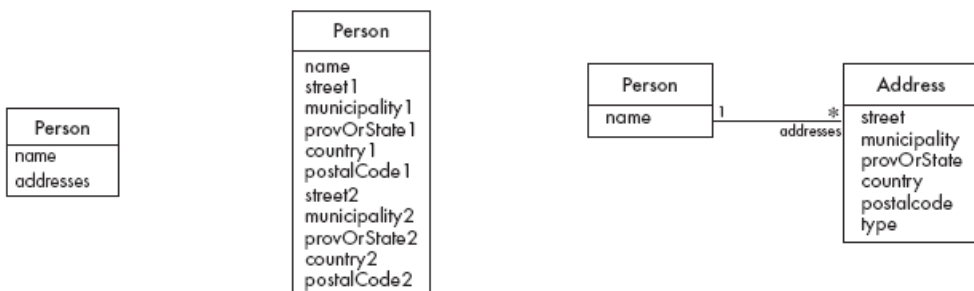 Person
name
addresses
Person
name
street1
municipality1
provOrState1
country1
postalCode1
street2
municipality2
provOrState2
country2
postalCode2
Person
name
1
*
addresses
Address
street
municipality
provOrState
country
postalcode
type